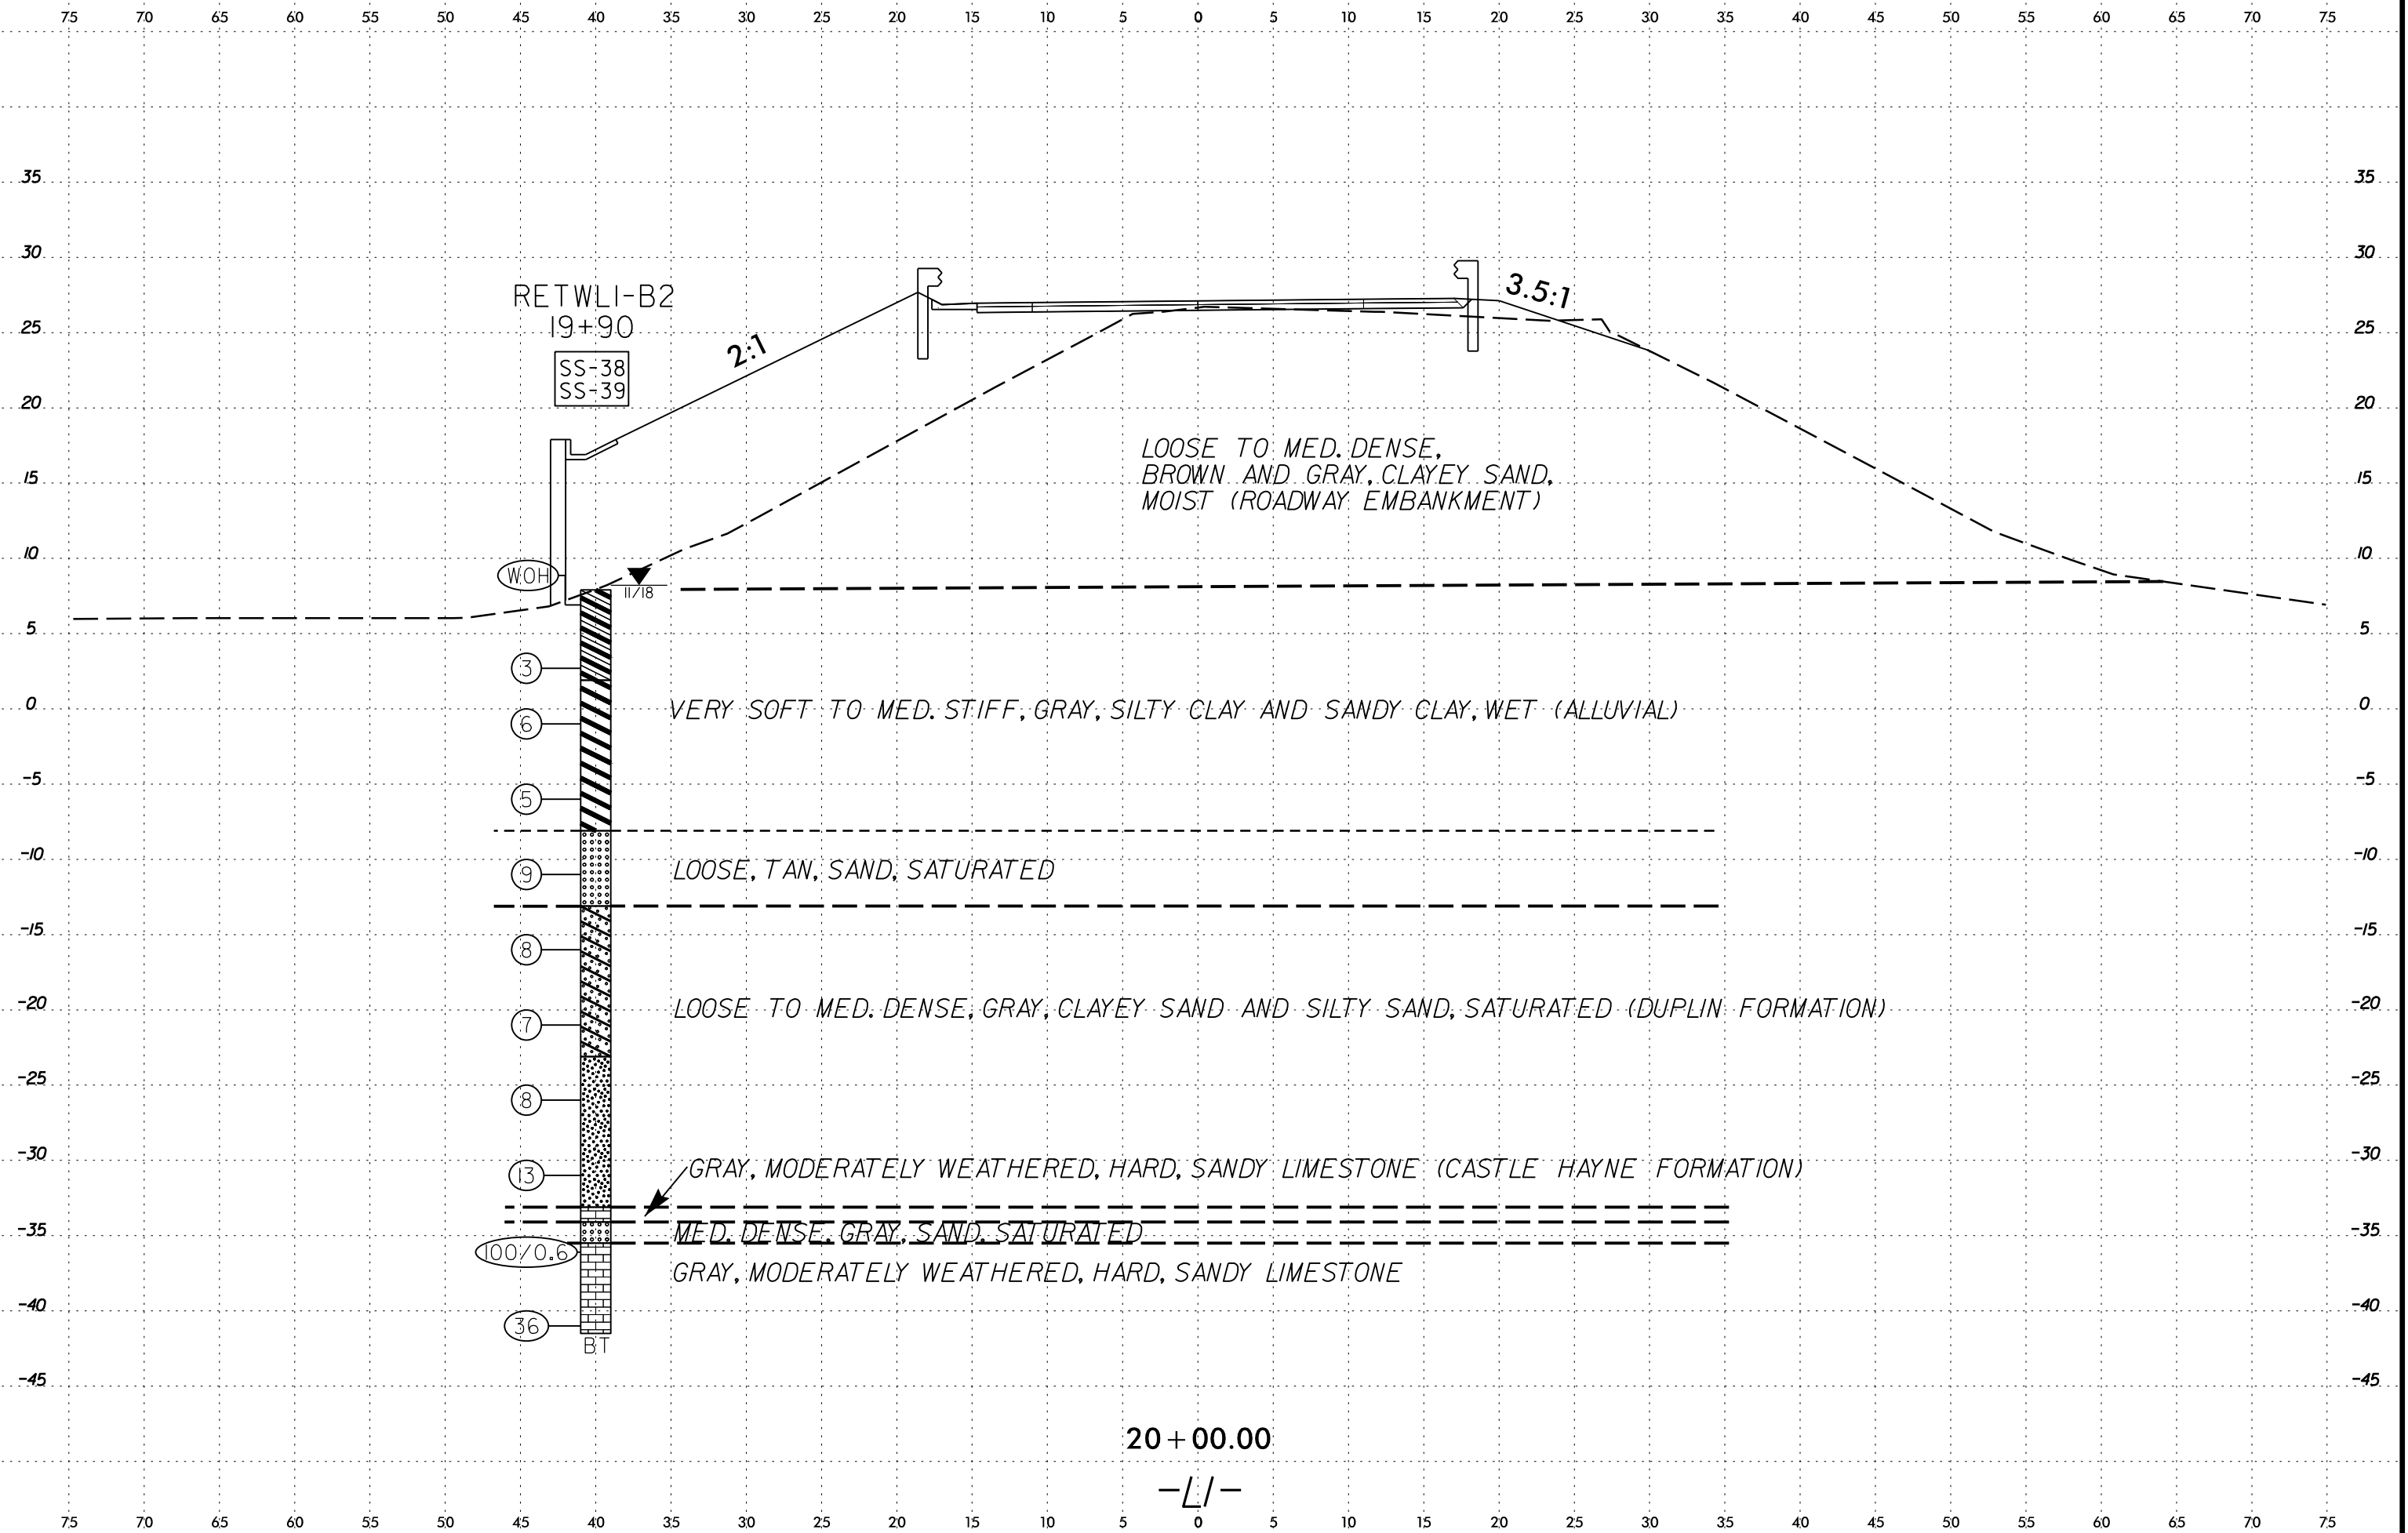 75 70 65 60 55 50 45 40 35 30 25 20 15 10 5 0 5 10 15 20 25 30 35 40 45 50 55 60 65 70 75
35 35
30 30
RETWL1-B2
19+90
3.5:1
25 25
2:1
SS-38
SS-39
20 20
LOOSE TO MED. DENSE,
BROWN AND GRAY, CLAYEY SAND,
MOIST (ROADWAY EMBANKMENT)
15 15
10 10
WOH
11/18
5 5
3
0 0
VERY SOFT TO MED. STIFF, GRAY, SILTY CLAY AND SANDY CLAY, WET (ALLUVIAL)
6
-5 -5
5
-10 -10
LOOSE, TAN, SAND, SATURATED
9
-15 -15
8
-20 -20
LOOSE TO MED. DENSE, GRAY, CLAYEY SAND AND SILTY SAND, SATURATED (DUPLIN FORMATION)
7
-25 -25
8
-30 -30
GRAY, MODERATELY WEATHERED, HARD, SANDY LIMESTONE (CASTLE HAYNE FORMATION)
13
-35 -35
MED. DENSE, GRAY, SAND, SATURATED
100/0.6
GRAY, MODERATELY WEATHERED, HARD, SANDY LIMESTONE
-40 -40
36
BT
-45 -45
20+00.00
-L1-
75 70 65 60 55 50 45 40 35 30 25 20 15 10 5 0 5 10 15 20 25 30 35 40 45 50 55 60 65 70 75